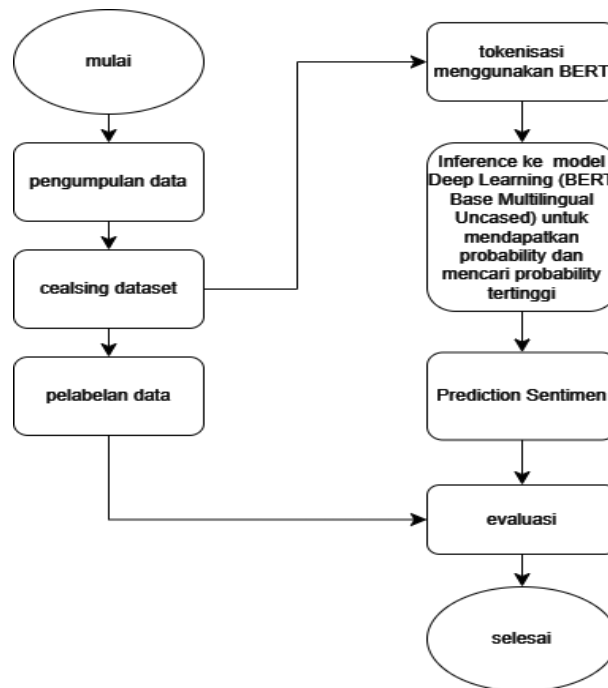 mulai
pengumpulan data
cealsing dataset
pelabelan data
tokenisasi
menggunakan BERT
Inference ke model
Deep Learning (BERT
Base Multilingual
Uncased) untuk
mendapatkan
probability dan
mencari probability
tertinggi
Prediction Sentimen
evaluasi
selesai